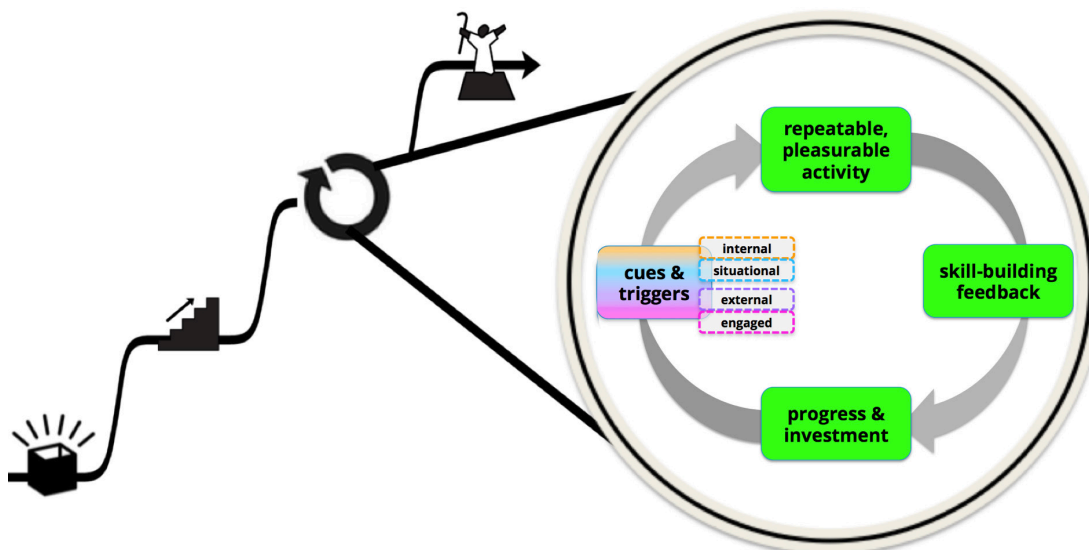 repeatable,
pleasurable
activity
cues &
triggers
internal
situational
external
engaged
skill-building
feedback
progress &
investment